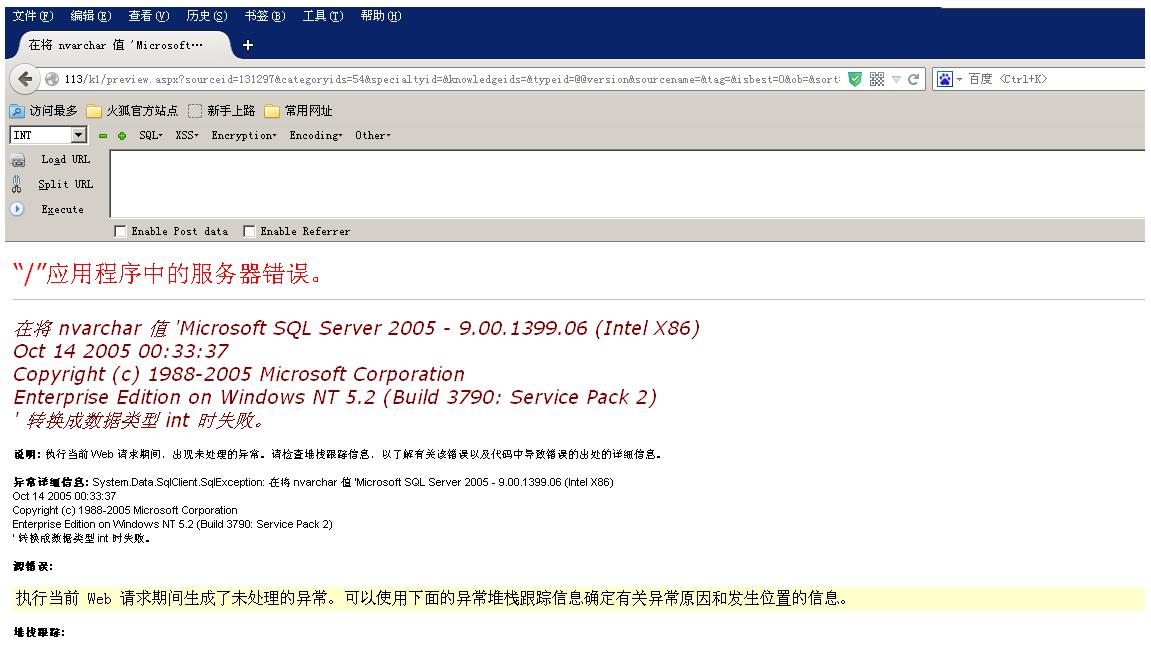 文件(F) 编辑(E) 查看(V) 历史(S) 书签(B) 工具(T) 帮助(H)
在将 nvarchar 值 'Microsoft···
113/kl/preview.aspx?sourceid=131297&categoryids=54&specialtyid=&knowledgeids=&typeid=@@version&sourcename=&tag=&isbest=0&ob=&sort: 百度 <Ctrl+K>
访问最多 火狐官方站点 新手上路 常用网址
INT SQL▾ XSS▾ Encryption▾ Encoding▾ Other▾
Load URL
Split URL
Execute
Enable Post data Enable Referrer
“/”应用程序中的服务器错误。
在将 nvarchar 值 'Microsoft SQL Server 2005 - 9.00.1399.06 (Intel X86)
Oct 14 2005 00:33:37
Copyright (c) 1988-2005 Microsoft Corporation
Enterprise Edition on Windows NT 5.2 (Build 3790: Service Pack 2)
' 转换成数据类型 int 时失败。
说明: 执行当前 Web 请求期间，出现未处理的异常。请检查堆栈跟踪信息，以了解有关该错误以及代码中导致错误的出处的详细信息。
异常详细信息: System.Data.SqlClient.SqlException: 在将 nvarchar 值 'Microsoft SQL Server 2005 - 9.00.1399.06 (Intel X86)
Oct 14 2005 00:33:37
Copyright (c) 1988-2005 Microsoft Corporation
Enterprise Edition on Windows NT 5.2 (Build 3790: Service Pack 2)
' 转换成数据类型 int 时失败。
源错误:
执行当前 Web 请求期间生成了未处理的异常。可以使用下面的异常堆栈跟踪信息确定有关异常原因和发生位置的信息。
堆栈跟踪: